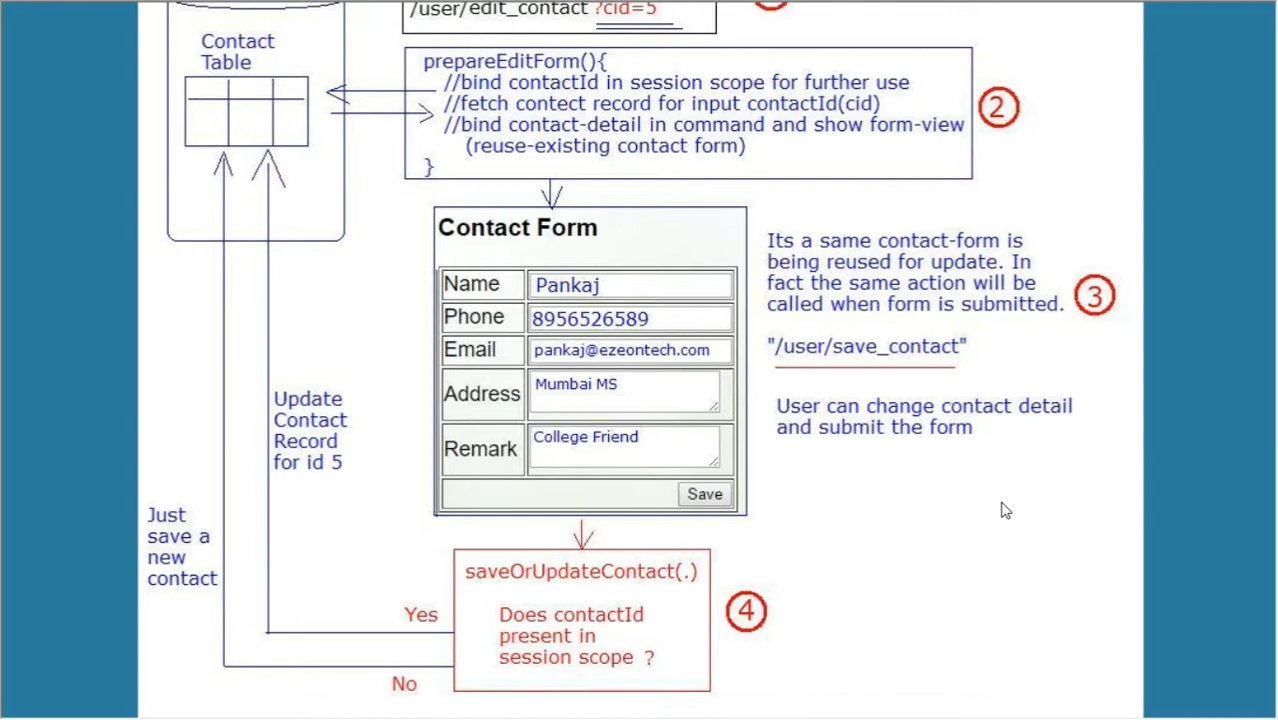 /user/edit_contact ?cid=5
Contact
Table
prepareEditForm(){
//bind contactId in session scope for further use
//fetch contect record for input contactId(cid)
//bind contact-detail in command and show form-view
(reuse-existing contact form)
}
2
Contact Form
Name Pankaj
Phone 8956526589
Email pankaj@ezeontech.com
Address Mumbai MS
Remark College Friend
Save
Its a same contact-form is
being reused for update. In
fact the same action will be
called when form is submitted.
3
"/user/save_contact"
User can change contact detail
and submit the form
Update
Contact
Record
for id 5
Just
save a
new
contact
saveOrUpdateContact(.)
Does contactId
present in
session scope ?
4
Yes
No